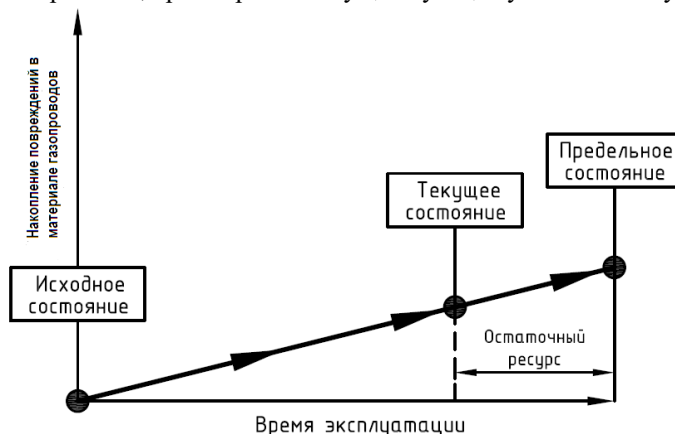 Накопление повреждений в
материале газопроводов
Исходное
состояние
Текущее
состояние
Предельное
состояние
Остаточный
ресурс
Время эксплуатации